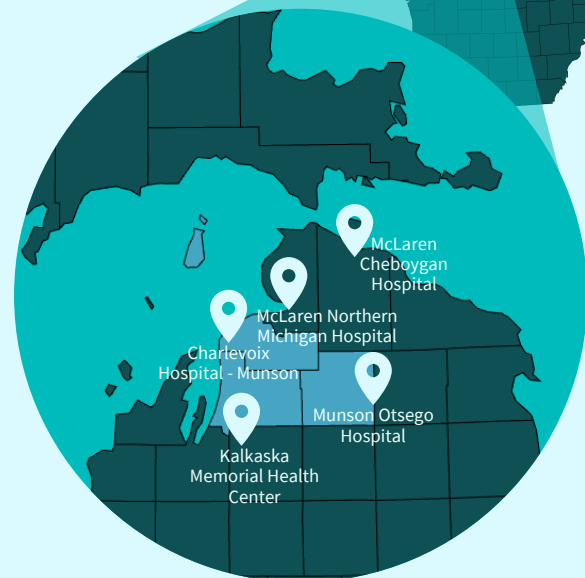 McLaren
Cheboygan
Hospital
McLaren Northern
Michigan Hospital
Charlevoix
Hospital - Munson
Munson Otsego
Hospital
Kalkaska
Memorial Health
Center